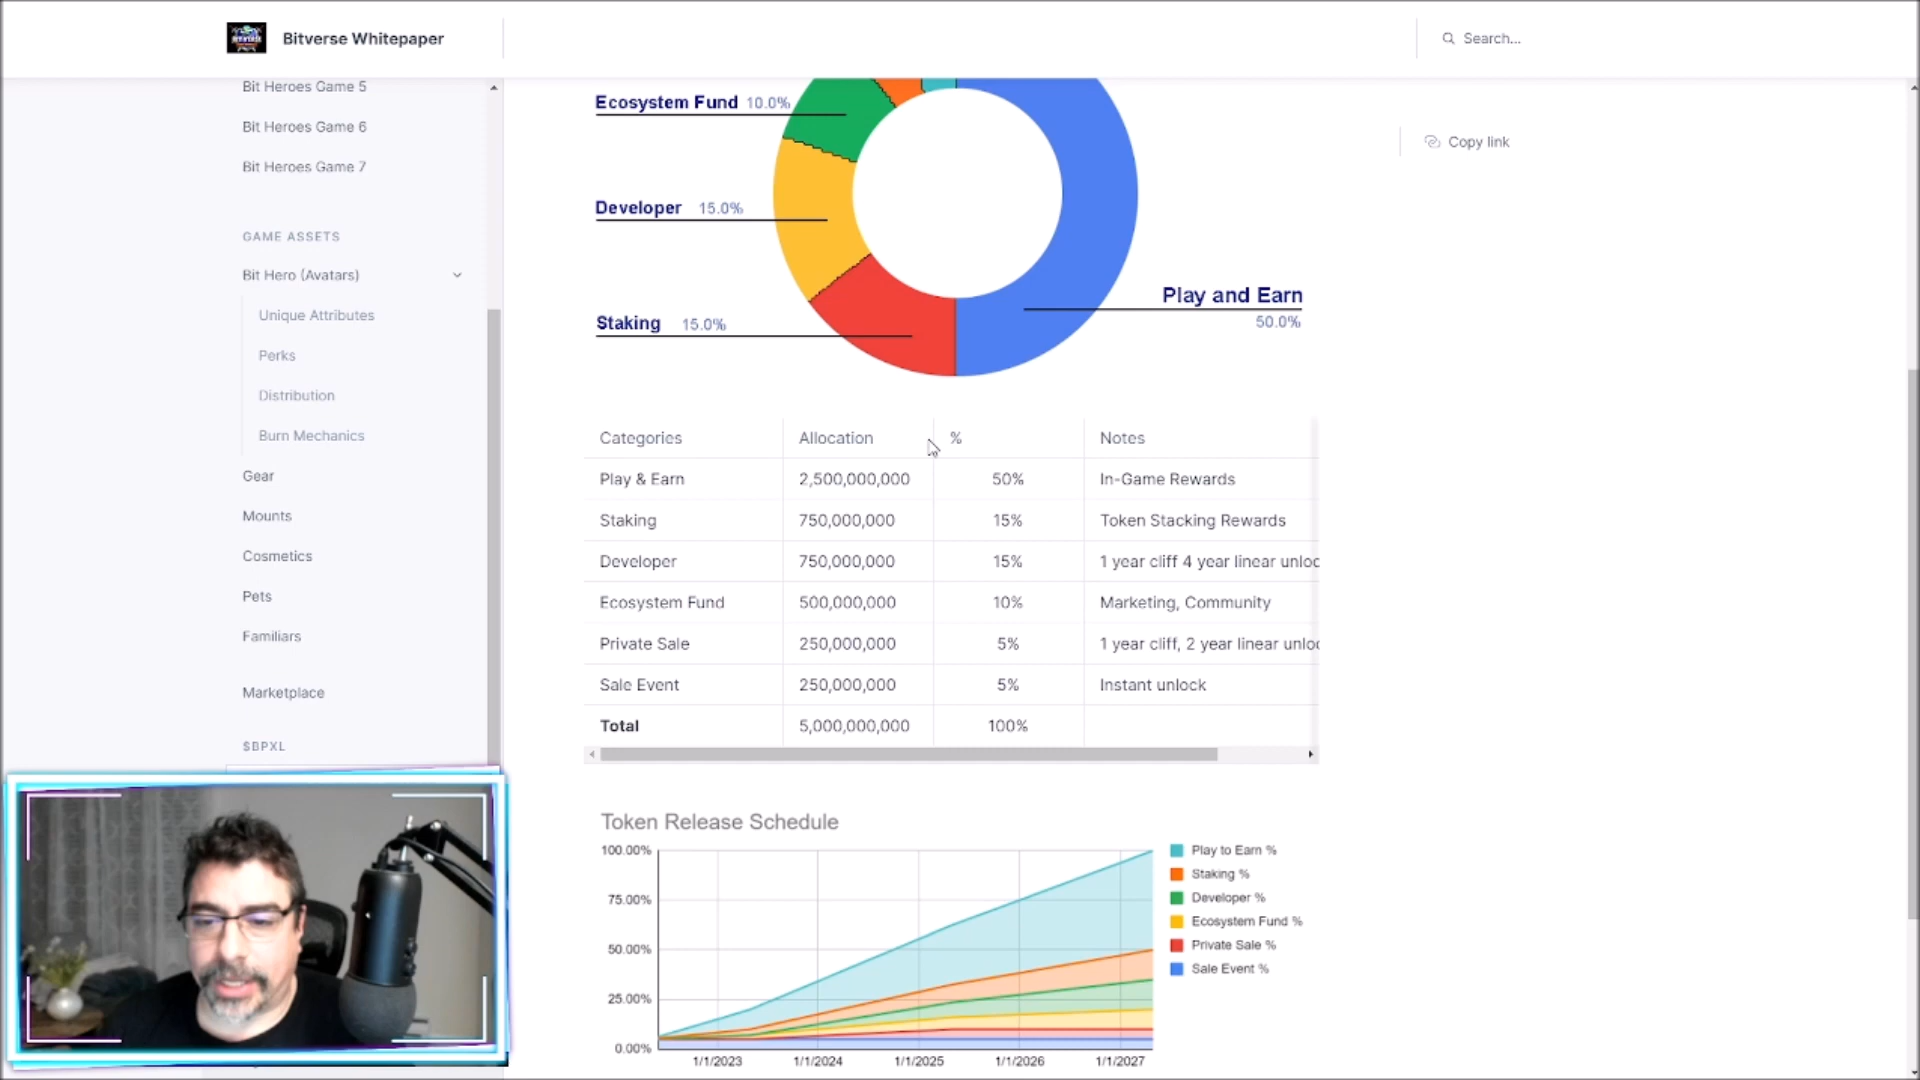 Bitverse Whitepaper
Search...
Bit Heroes Game 5
Bit Heroes Game 6
Bit Heroes Game 7
GAME ASSETS
Bit Hero (Avatars)
Unique Attributes
Perks
Distribution
Burn Mechanics
Gear
Mounts
Cosmetics
Pets
Familiars
Marketplace
$BPXL
Copy link
Ecosystem Fund 10.0%
Developer 15.0%
Staking 15.0%
Play and Earn
50.0%
Categories Allocation % Notes
Play & Earn 2,500,000,000 50% In-Game Rewards
Staking 750,000,000 15% Token Stacking Rewards
Developer 750,000,000 15% 1 year cliff 4 year linear unloc
Ecosystem Fund 500,000,000 10% Marketing, Community
Private Sale 250,000,000 5% 1 year cliff, 2 year linear unloc
Sale Event 250,000,000 5% Instant unlock
Total 5,000,000,000 100%
Token Release Schedule
100.00%
75.00%
50.00%
25.00%
0.00%
1/1/2023 1/1/2024 1/1/2025 1/1/2026 1/1/2027
Play to Earn %
Staking %
Developer %
Ecosystem Fund %
Private Sale %
Sale Event %